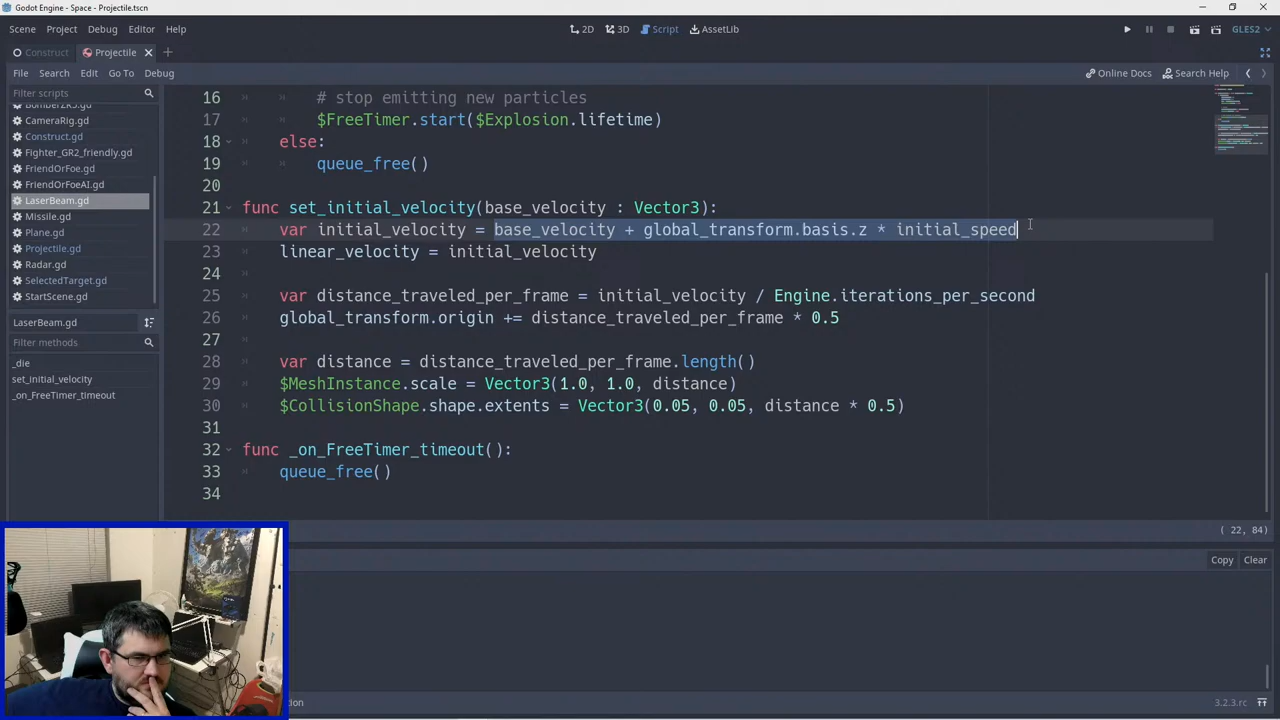 Godot Engine - Space - Projectile.tscn
Scene Project Debug Editor Help
2D 3D Script AssetLib
GLES2
Construct Projectile
File Search Edit Go To Debug
Online Docs Search Help
Filter scripts
BomberZR5.gd
CameraRig.gd
Construct.gd
Fighter_GR2_friendly.gd
FriendOrFoe.gd
FriendOrFoeAI.gd
LaserBeam.gd
Missile.gd
Plane.gd
Projectile.gd
Radar.gd
SelectedTarget.gd
StartScene.gd
LaserBeam.gd
Filter methods
_die
set_initial_velocity
_on_FreeTimer_timeout
16 # stop emitting new particles
17 $FreeTimer.start($Explosion.lifetime)
18 else:
19 queue_free()
20
21 func set_initial_velocity(base_velocity : Vector3):
22 var initial_velocity = base_velocity + global_transform.basis.z * initial_speed
23 linear_velocity = initial_velocity
24
25 var distance_traveled_per_frame = initial_velocity / Engine.iterations_per_second
26 global_transform.origin += distance_traveled_per_frame * 0.5
27
28 var distance = distance_traveled_per_frame.length()
29 $MeshInstance.scale = Vector3(1.0, 1.0, distance)
30 $CollisionShape.shape.extents = Vector3(0.05, 0.05, distance * 0.5)
31
32 func _on_FreeTimer_timeout():
33 queue_free()
34
( 22, 84)
Copy Clear
3.2.3.rc